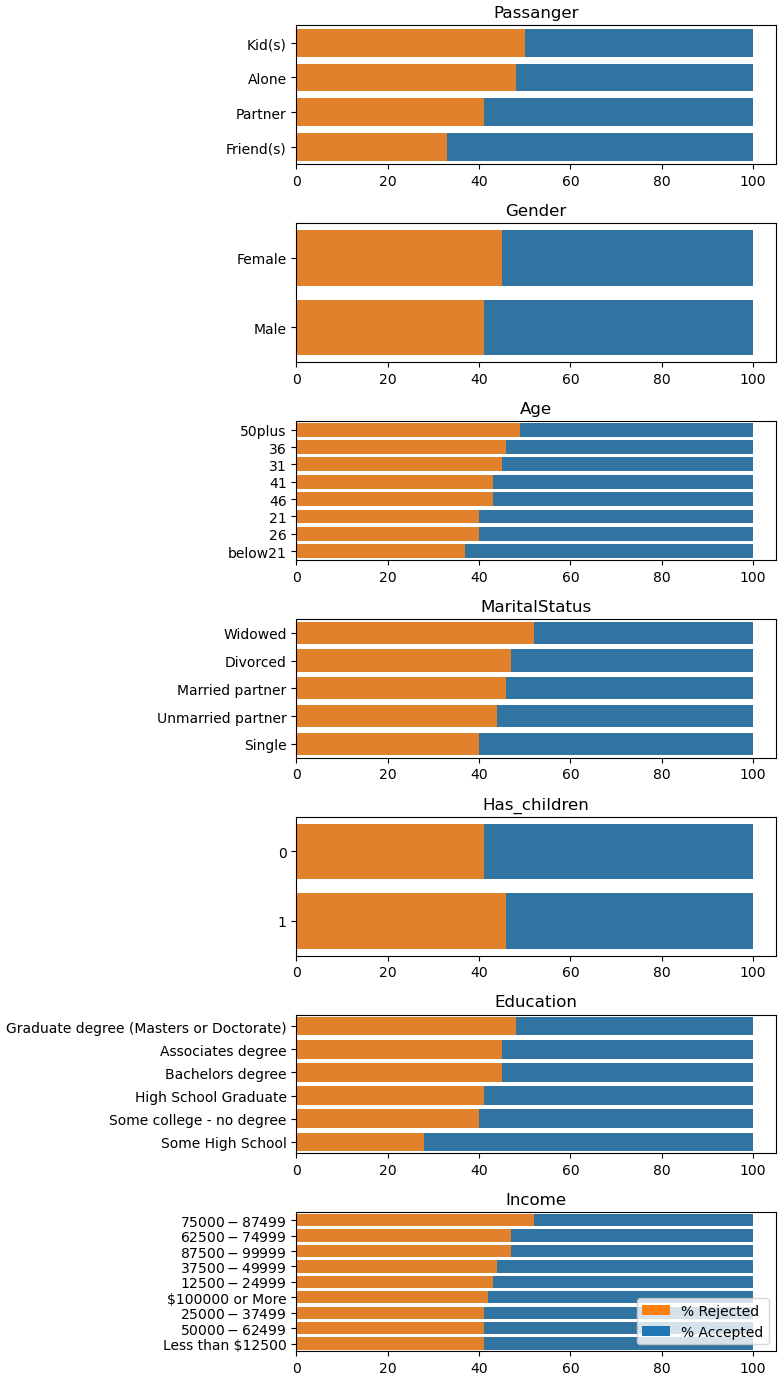 Passanger
Kid(s)
Alone
Partner
Friend(s)
0 20 40 60 80 100
Gender
Female
Male
0 20 40 60 80 100
Age
50plus
36
31
41
46
21
26
below21
0 20 40 60 80 100
MaritalStatus
Widowed
Divorced
Married partner
Unmarried partner
Single
0 20 40 60 80 100
Has_children
0
1
0 20 40 60 80 100
Education
Graduate degree (Masters or Doctorate)
Associates degree
Bachelors degree
High School Graduate
Some college - no degree
Some High School
0 20 40 60 80 100
Income
75000 − 87499
62500 − 74999
87500 − 99999
37500 − 49999
12500 − 24999
$100000 or More
25000 − 37499
50000 − 62499
Less than $12500
% Rejected
% Accepted
0 20 40 60 80 100